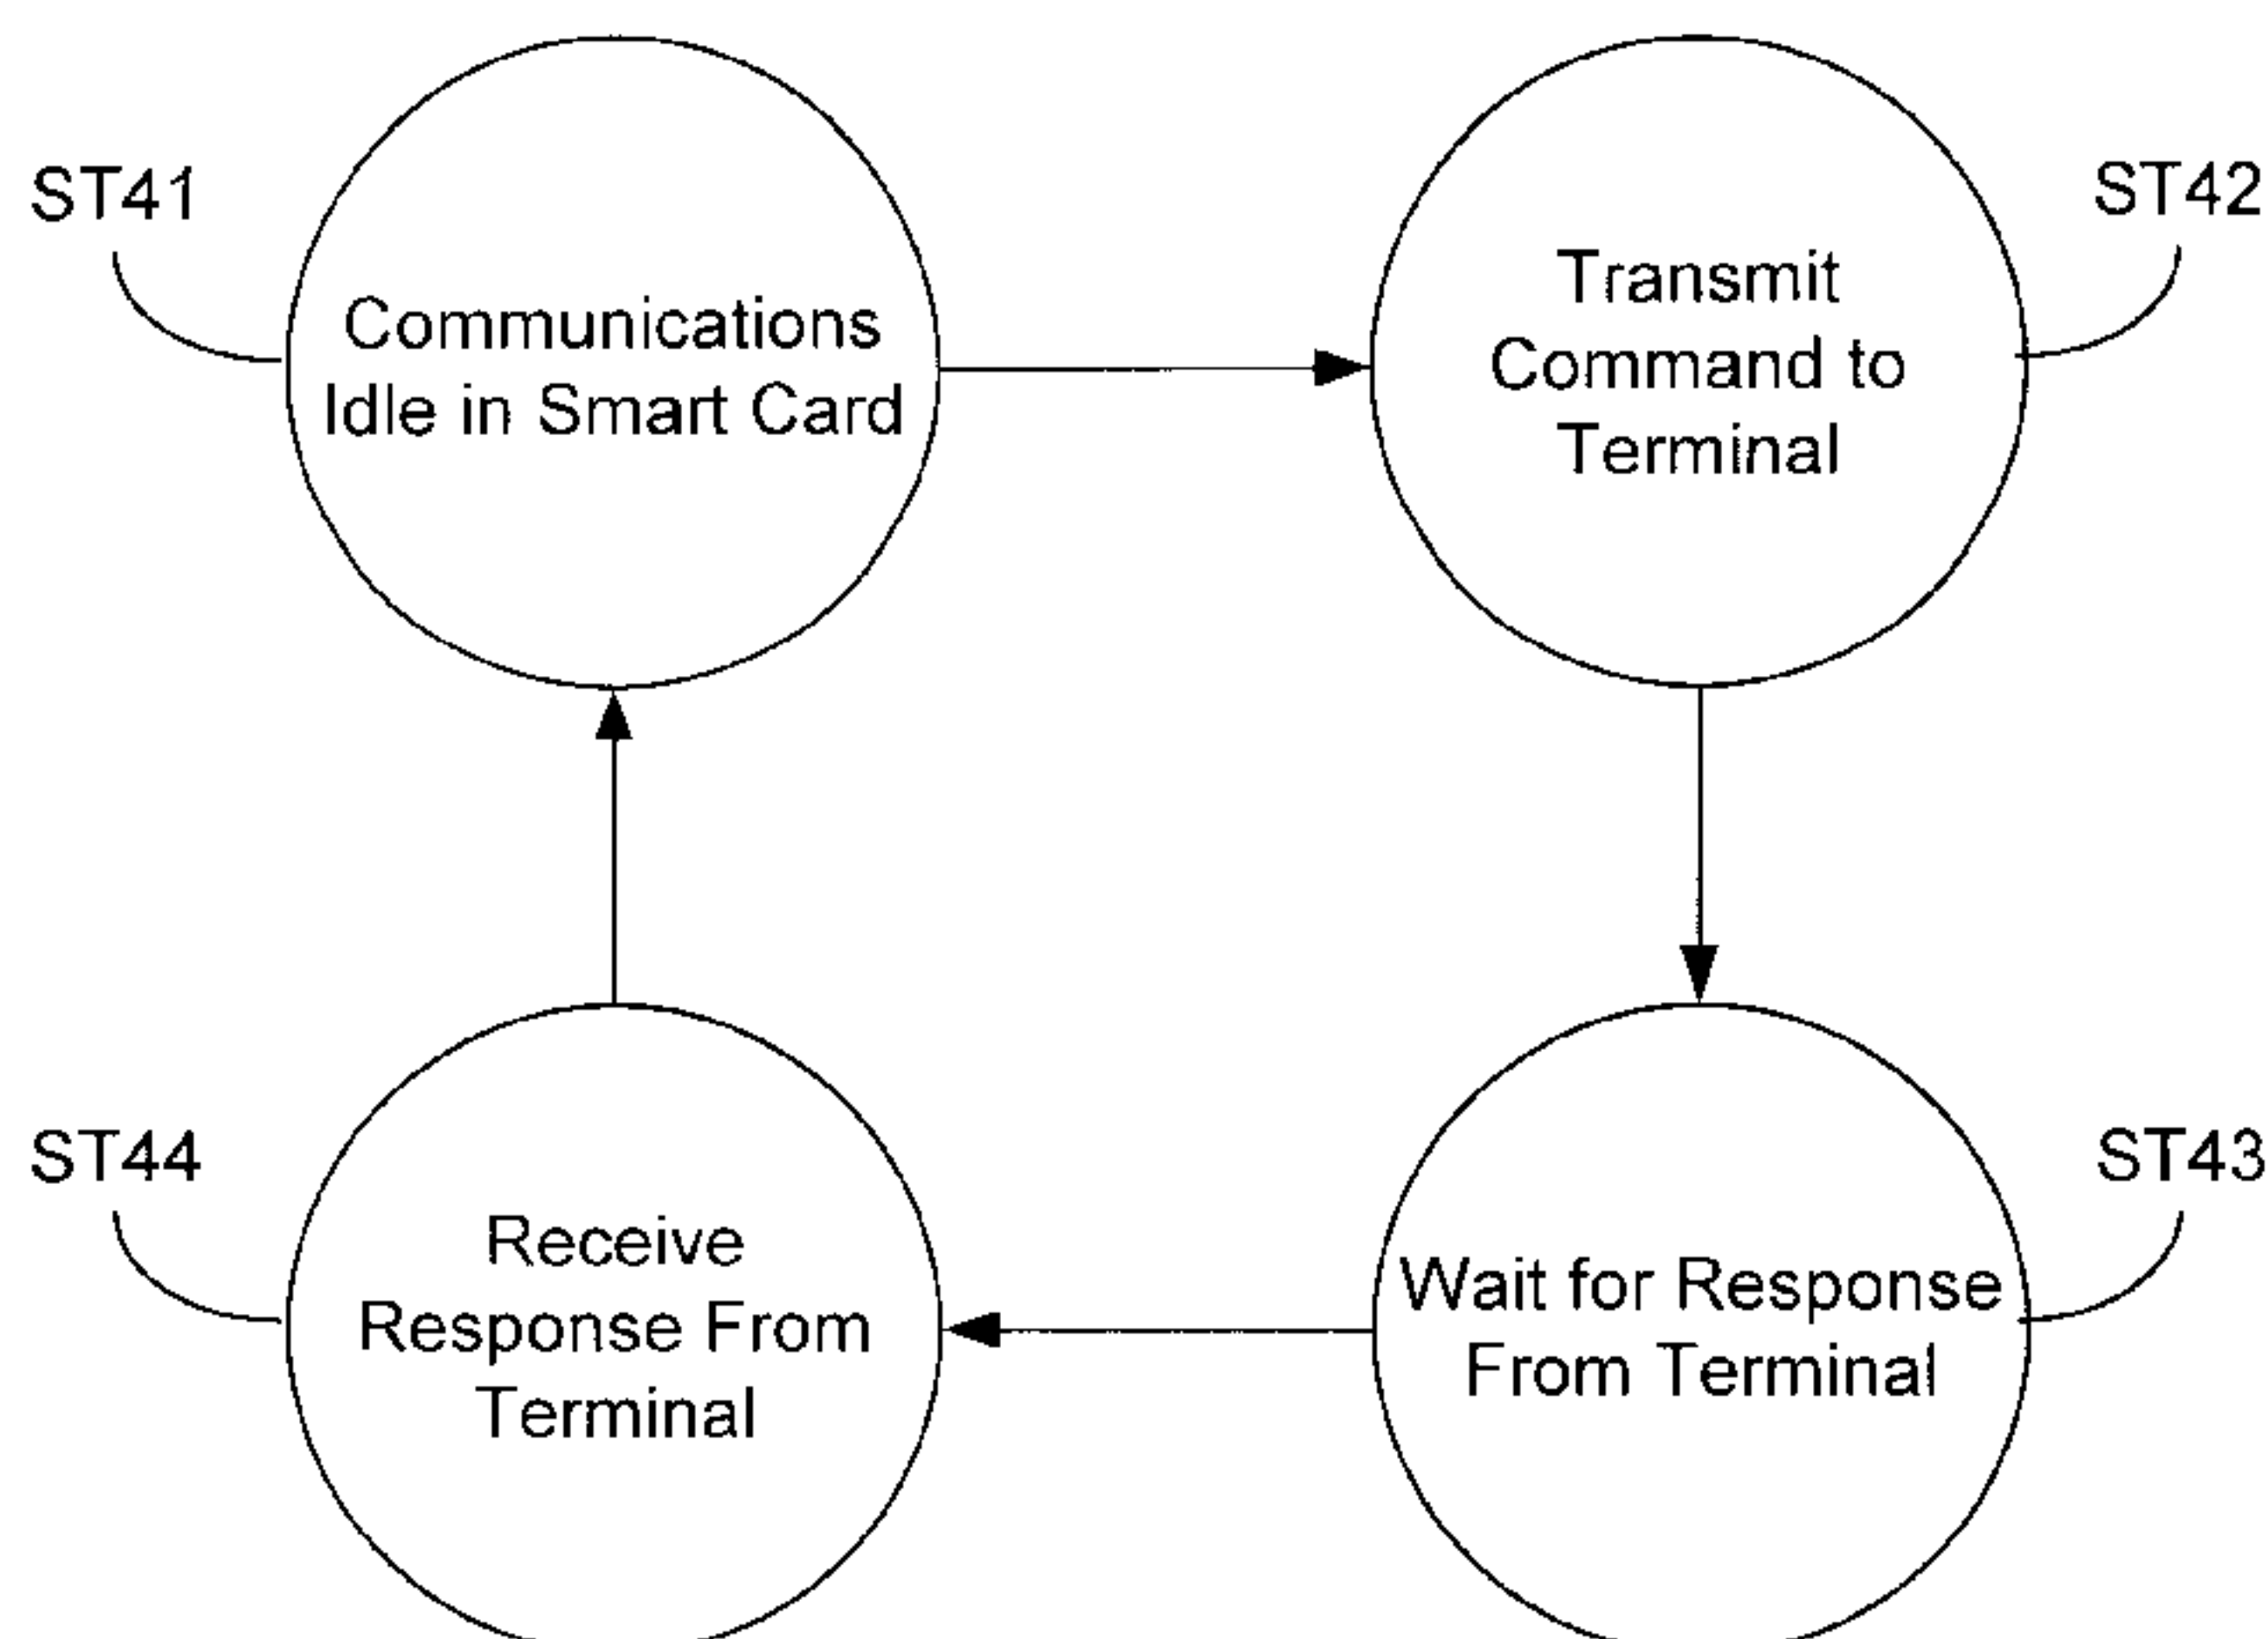 ST41
Communications
Idle in Smart Card
ST42
Transmit
Command to
Terminal
ST44
Receive
Response From
Terminal
ST43
Wait for Response
From Terminal